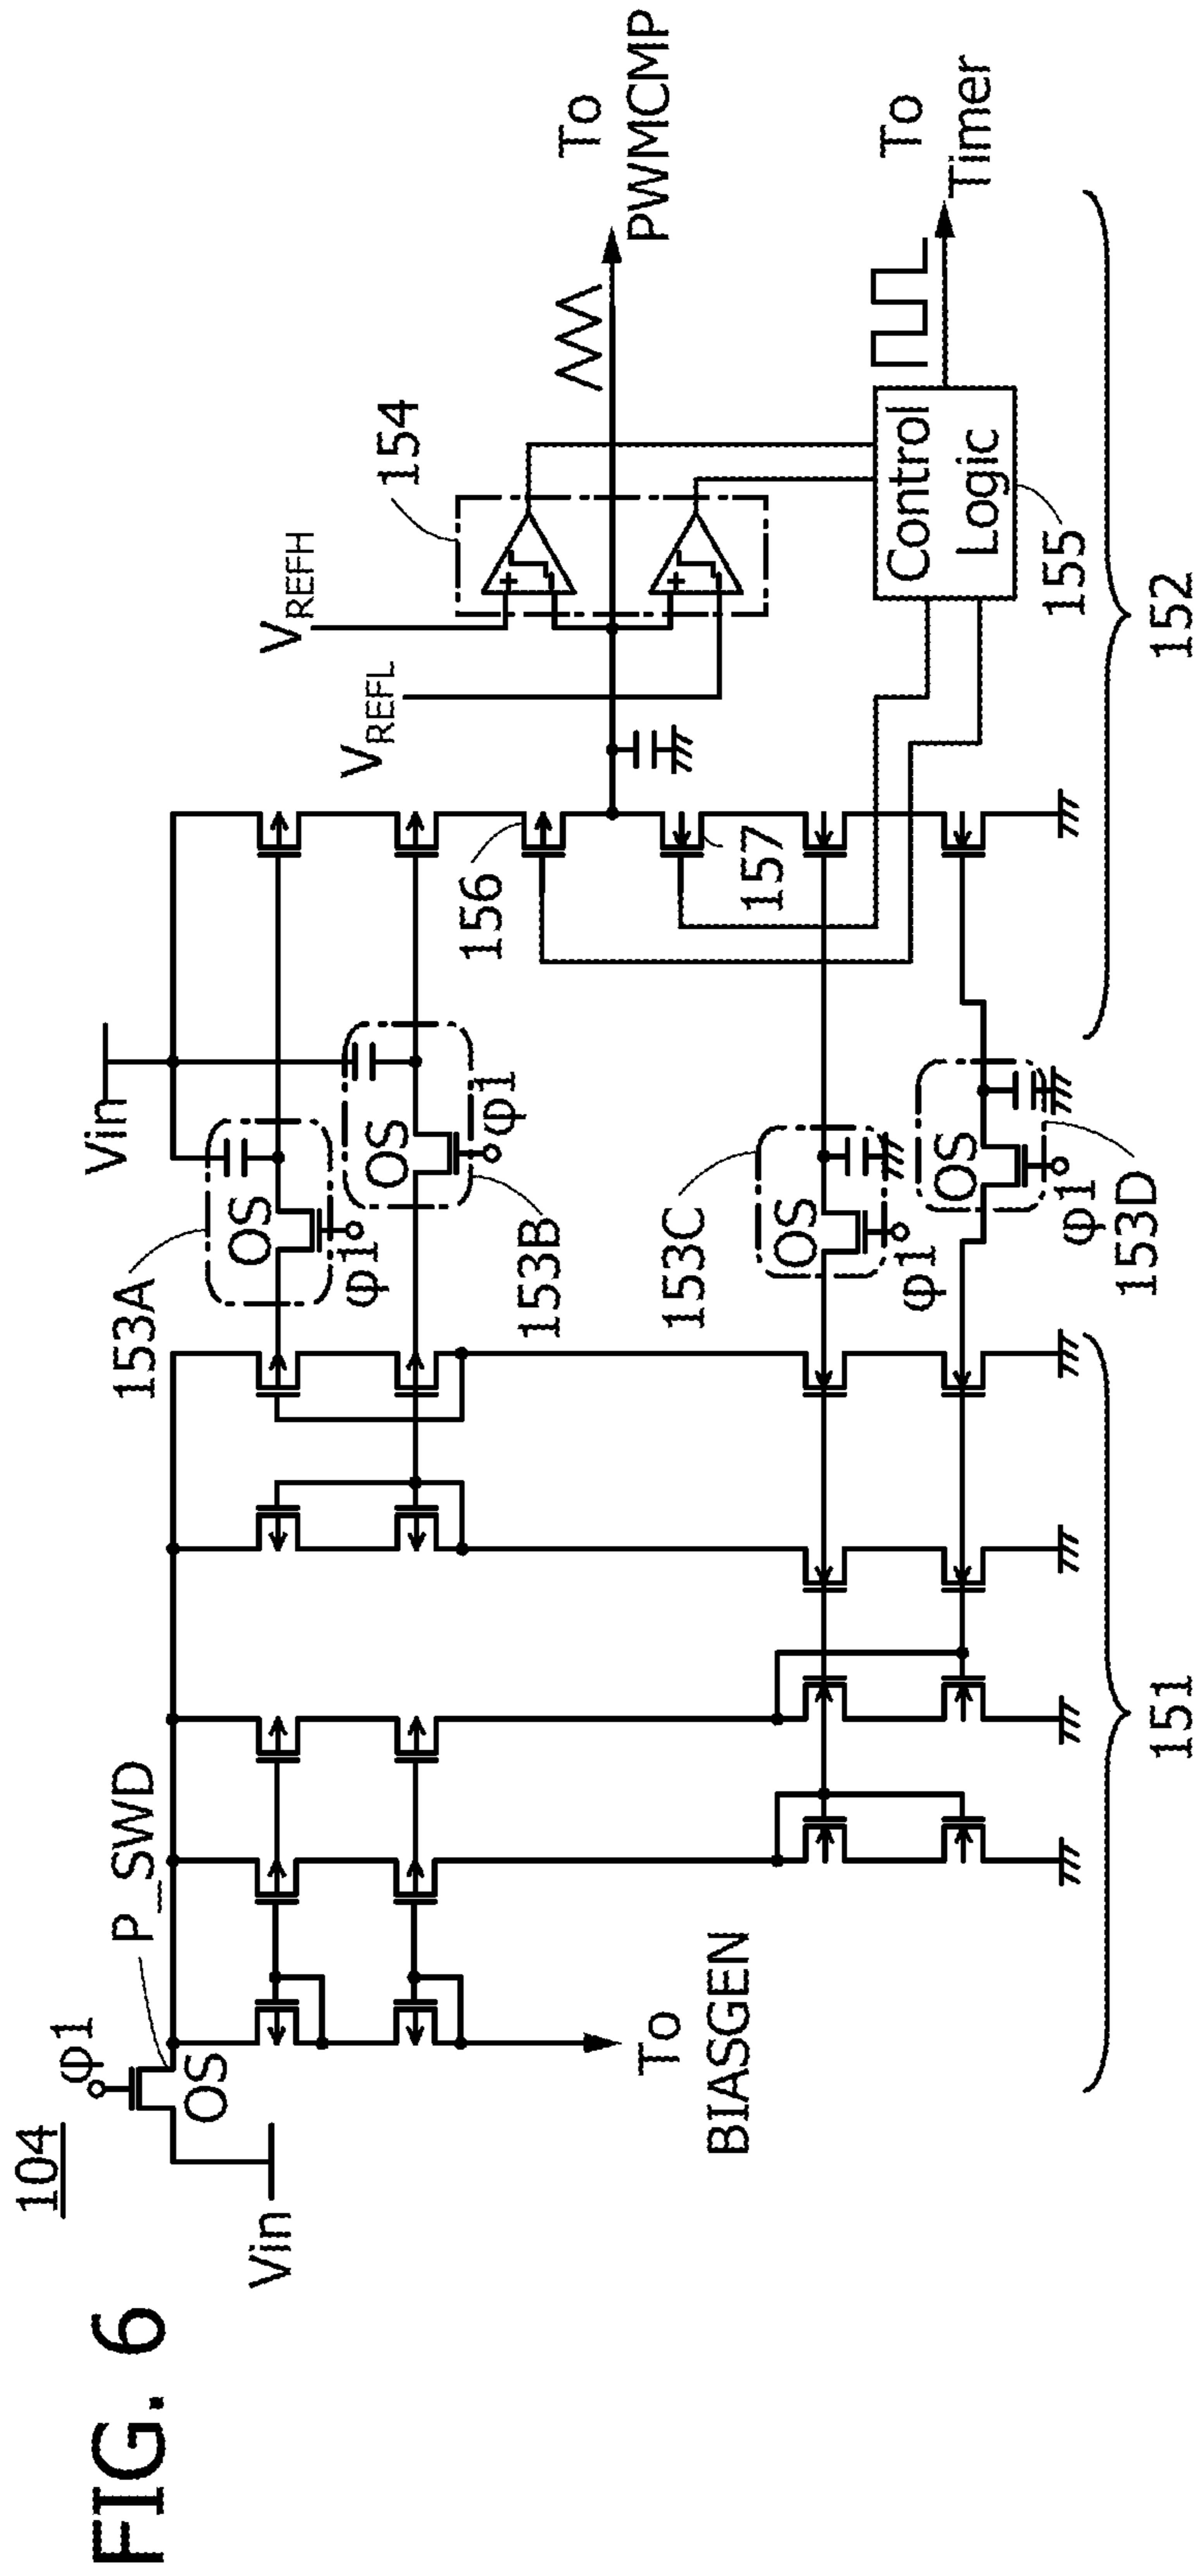 FIG. 6
104
φ1
P_SWD
OS
Vin
To
BIASGEN
151
Vin
153A
OS
φ1
OS
φ1
153B
153C
OS
φ1
OS
φ1
153D
156
157
VREFH
VREFL
154
To
PWMCMP
Control
Logic
155
To
Timer
152